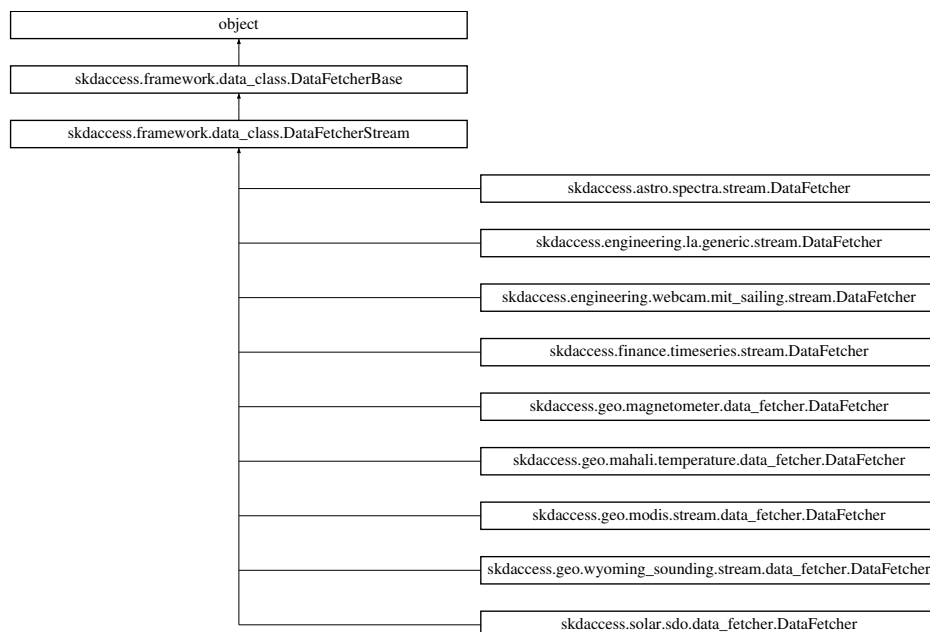 object
skdaccess.framework.data_class.DataFetcherBase
skdaccess.framework.data_class.DataFetcherStream
skdaccess.astro.spectra.stream.DataFetcher
skdaccess.engineering.la.generic.stream.DataFetcher
skdaccess.engineering.webcam.mit_sailing.stream.DataFetcher
skdaccess.finance.timeseries.stream.DataFetcher
skdaccess.geo.magnetometer.data_fetcher.DataFetcher
skdaccess.geo.mahali.temperature.data_fetcher.DataFetcher
skdaccess.geo.modis.stream.data_fetcher.DataFetcher
skdaccess.geo.wyoming_sounding.stream.data_fetcher.DataFetcher
skdaccess.solar.sdo.data_fetcher.DataFetcher